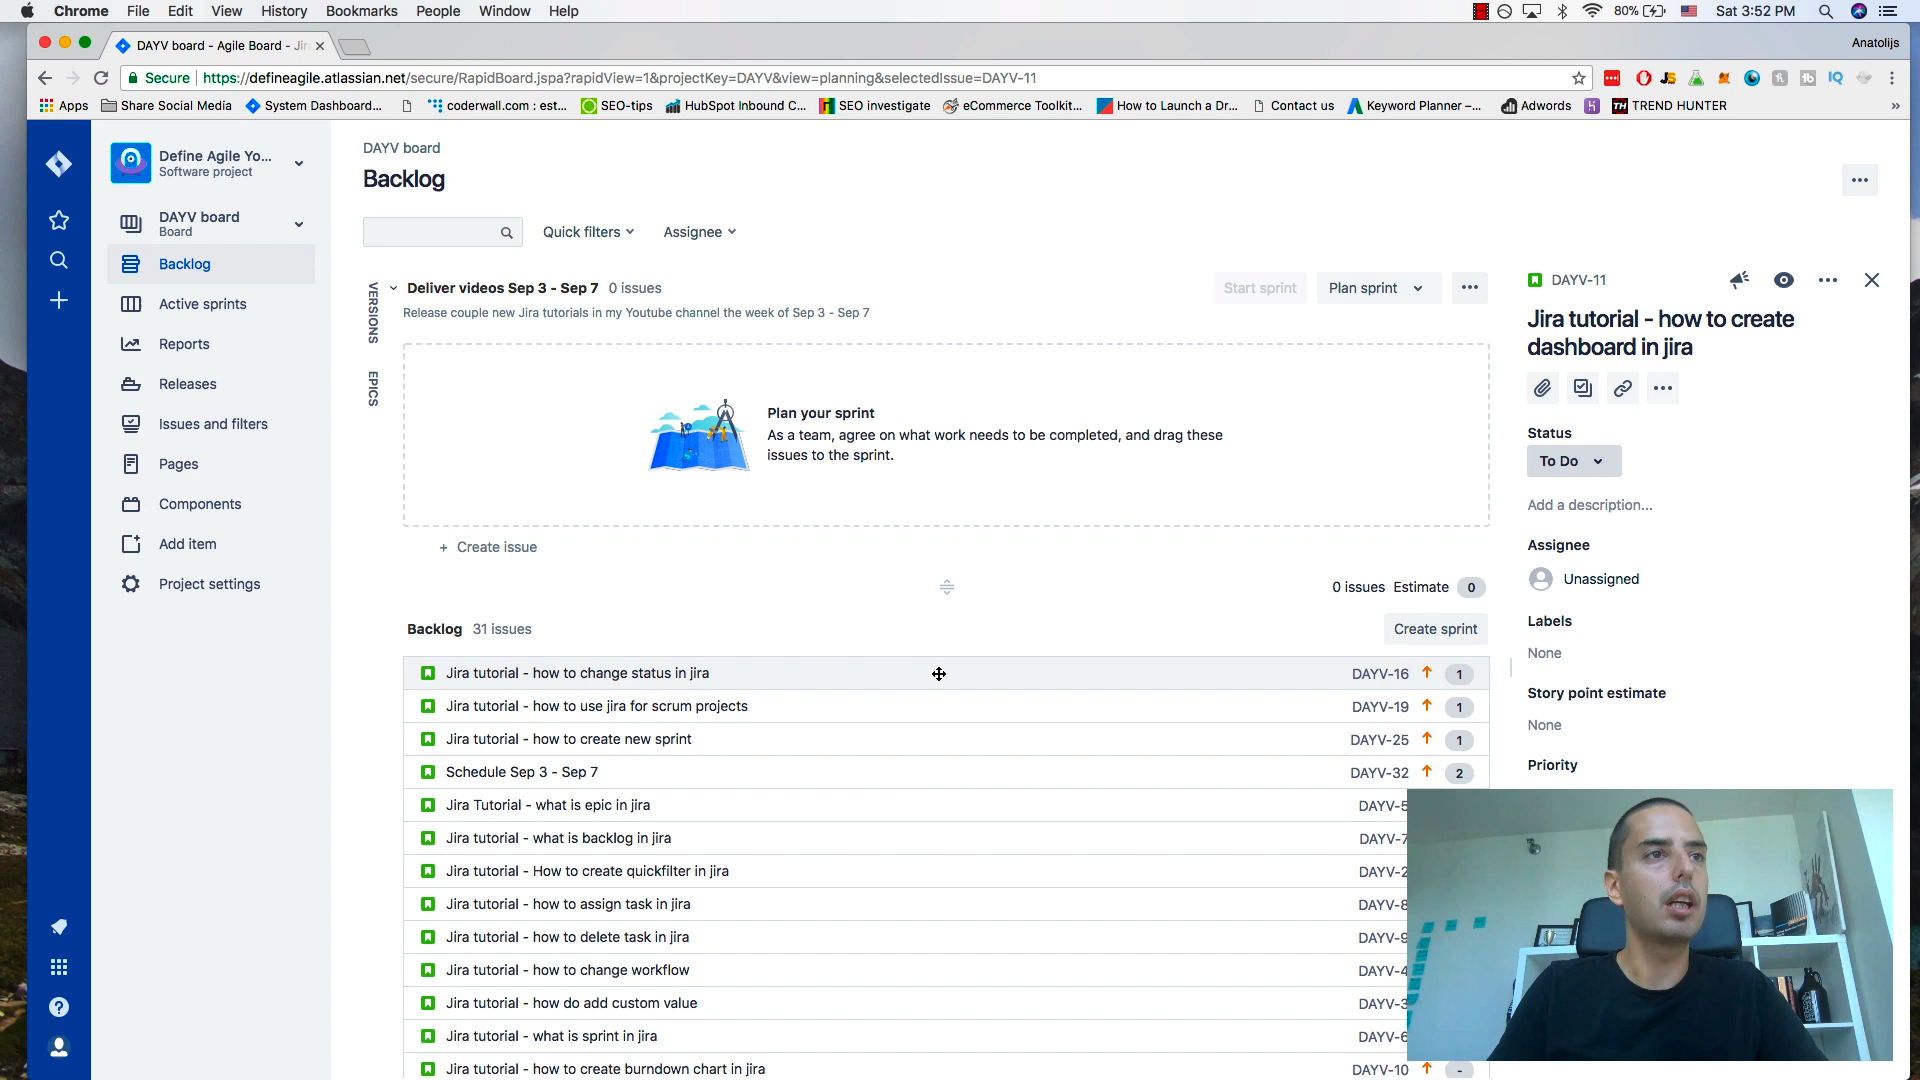 Chrome File Edit View History Bookmarks People Window Help 80% Sat 3:52 PM
DAYV board - Agile Board - Jir Anatolijs
Secure https://defineagile.atlassian.net/secure/RapidBoard.jspa?rapidView=1&projectKey=DAYV&view=planning&selectedIssue=DAYV-11
Apps Share Social Media System Dashboard... coderwall.com : est... SEO-tips HubSpot Inbound C... SEO investigate eCommerce Toolkit... How to Launch a Dr... Contact us Keyword Planner –... Adwords TREND HUNTER »
Define Agile Yo...
Software project
DAYV board
Board
Backlog
Active sprints
Reports
Releases
Issues and filters
Pages
Components
Add item
Project settings
DAYV board
Backlog
Quick filters Assignee
VERSIONS
EPICS
Deliver videos Sep 3 - Sep 7 0 issues Start sprint Plan sprint
Release couple new Jira tutorials in my Youtube channel the week of Sep 3 - Sep 7
Plan your sprint
As a team, agree on what work needs to be completed, and drag these
issues to the sprint.
+ Create issue
0 issues Estimate 0
Backlog 31 issues Create sprint
Jira tutorial - how to change status in jira DAYV-16 1
Jira tutorial - how to use jira for scrum projects DAYV-19 1
Jira tutorial - how to create new sprint DAYV-25 1
Schedule Sep 3 - Sep 7 DAYV-32 2
Jira Tutorial - what is epic in jira DAYV-5
Jira tutorial - what is backlog in jira DAYV-7
Jira tutorial - How to create quickfilter in jira DAYV-2
Jira tutorial - how to assign task in jira DAYV-8
Jira tutorial - how to delete task in jira DAYV-9
Jira tutorial - how to change workflow DAYV-4
Jira tutorial - how do add custom value DAYV-3
Jira tutorial - what is sprint in jira DAYV-6
Jira tutorial - how to create burndown chart in jira DAYV-10 -
DAYV-11
Jira tutorial - how to create
dashboard in jira
Status
To Do
Add a description...
Assignee
Unassigned
Labels
None
Story point estimate
None
Priority